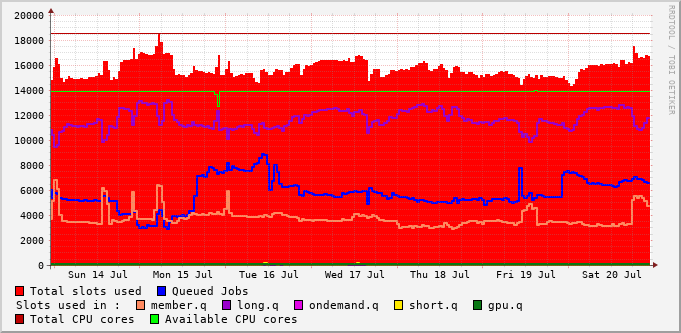 RRDTOOL / TOBI OETIKER
20000
18000
16000
14000
12000
10000
8000
6000
4000
2000
0
Sun 14 Jul Mon 15 Jul Tue 16 Jul Wed 17 Jul Thu 18 Jul Fri 19 Jul Sat 20 Jul
Total slots used Queued Jobs
Slots used in : member.q long.q ondemand.q short.q gpu.q
Total CPU cores Available CPU cores